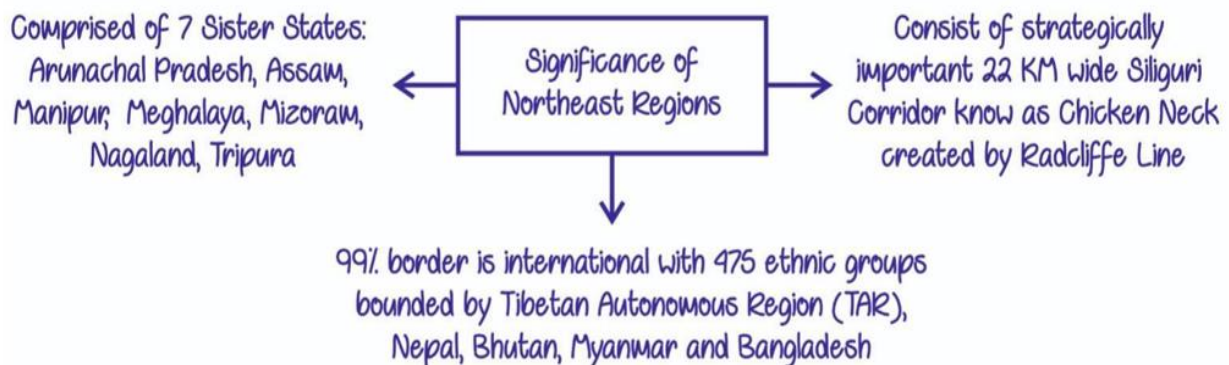 Comprised of 7 Sister States:
Arunachal Pradesh, Assam,
Manipur, Meghalaya, Mizoram,
Nagaland, Tripura
Significance of
Northeast Regions
Consist of strategically
important 22 KM wide Siliguri
Corridor know as Chicken Neck
created by Radcliffe Line
99% border is international with 475 ethnic groups
bounded by Tibetan Autonomous Region (TAR),
Nepal, Bhutan, Myanmar and Bangladesh